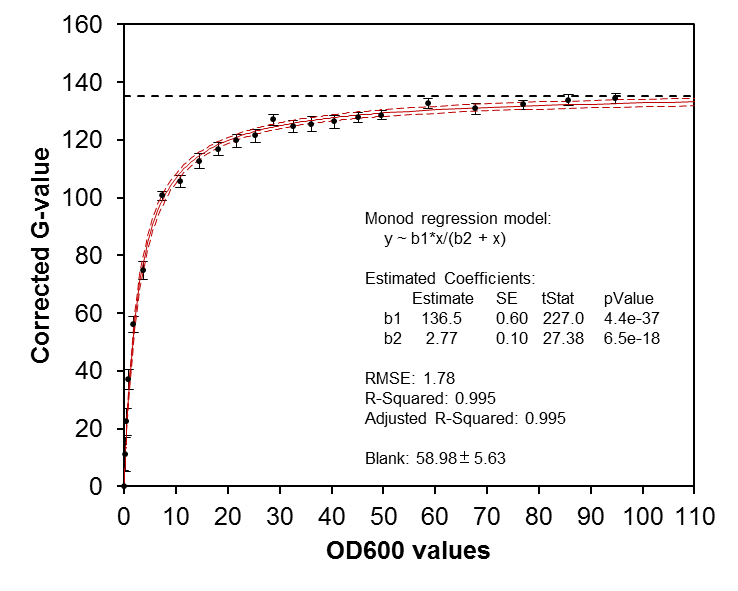 160
140
120
100
80
60
40
20
0
Corrected G-value
Monod regression model:
y ~ b1*x/(b2 + x)
Estimated Coefficients:
Estimate SE tStat pValue
b1 136.5 0.60 227.0 4.4e-37
b2 2.77 0.10 27.38 6.5e-18
RMSE: 1.78
R-Squared: 0.995
Adjusted R-Squared: 0.995
Blank: 58.98 ± 5.63
0 10 20 30 40 50 60 70 80 90 100 110
OD600 values